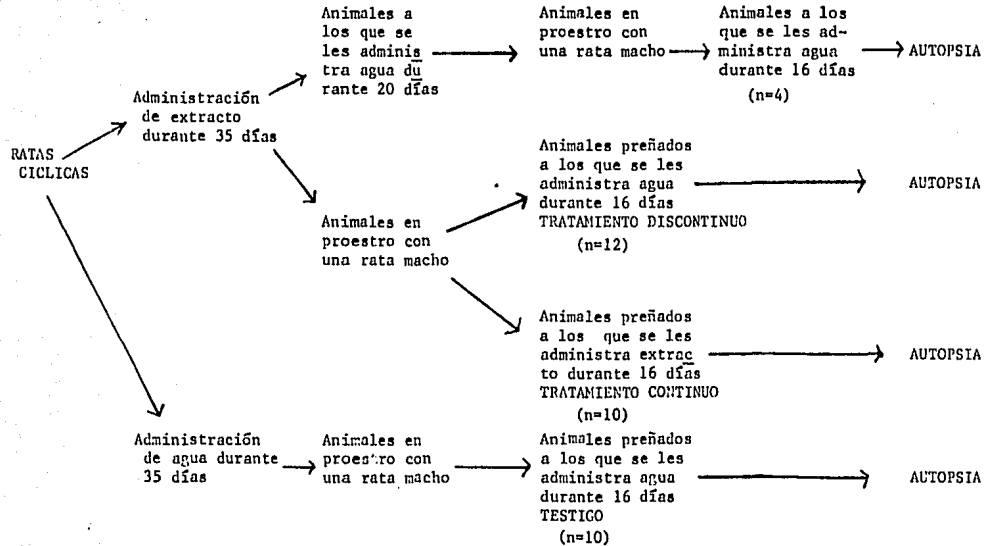 Animales a
los que se
les adminis
tra agua du
rante 20 días
Animales en
proestro con
una rata macho
Animales a los
que se les ad-
ministra agua
durante 16 días
(n=4)
AUTOPSIA
Administración
de extracto
durante 35 días
RATAS
CICLICAS
Animales en
proestro con
una rata macho
Animales preñados
a los que se les
administra agua
durante 16 días
TRATAMIENTO DISCONTINUO
(n=12)
AUTOPSIA
Animales preñados
a los que se les
administra extrac
to durante 16 días
TRATAMIENTO CONTINUO
(n=10)
AUTOPSIA
Administración
de agua durante
35 días
Animales en
proestro con
una rata macho
Animales preñados
a los que se les
administra agua
durante 16 días
TESTIGO
(n=10)
AUTOPSIA